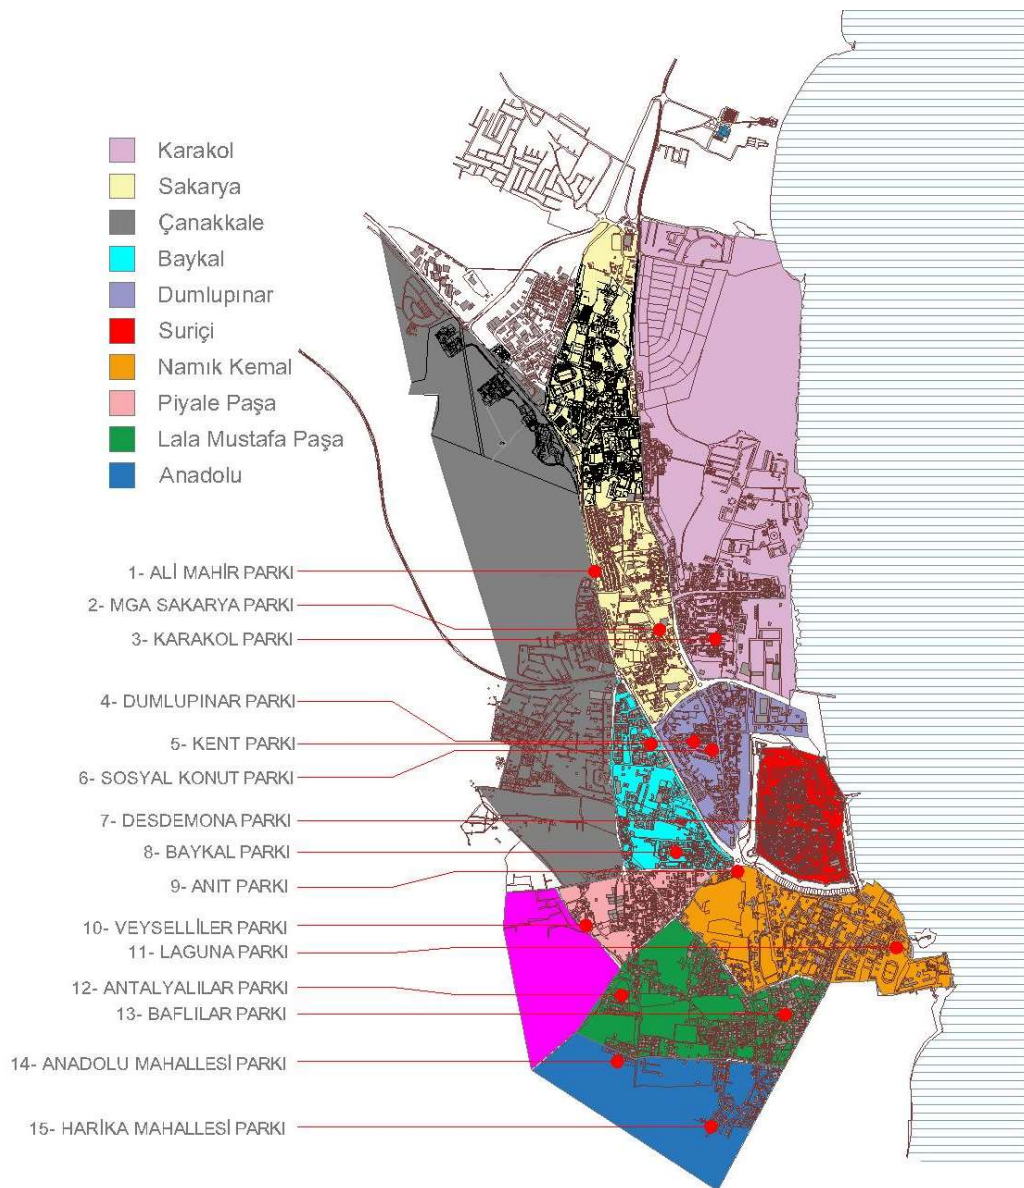 Karakol
Sakarya
Çanakkale
Baykal
Dumlupınar
Suriçi
Namık Kemal
Piyale Paşa
Lala Mustafa Paşa
Anadolu
1- ALİ MAHİR PARKI
2- MGA SAKARYA PARKI
3- KARAKOL PARKI
4- DUMLUPINAR PARKI
5- KENT PARKI
6- SOSYAL KONUT PARKI
7- DESDEMONA PARKI
8- BAYKAL PARKI
9- ANIT PARKI
10- VEYSELLİLER PARKI
11- LAGUNA PARKI
12- ANTALYALILAR PARKI
13- BAFLILAR PARKI
14- ANADOLU MAHALLESİ PARKI
15- HARİKA MAHALLESİ PARKI